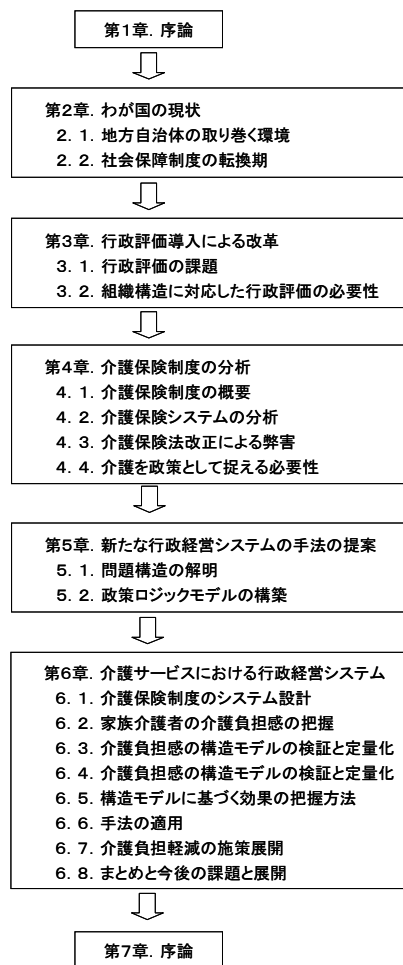 第1章．序論
第2章．わが国の現状
2．1．地方自治体の取り巻く環境
2．2．社会保障制度の転換期
第3章．行政評価導入による改革
3．1．行政評価の課題
3．2．組織構造に対応した行政評価の必要性
第4章．介護保険制度の分析
4．1．介護保険制度の概要
4．2．介護保険システムの分析
4．3．介護保険法改正による弊害
4．4．介護を政策として捉える必要性
第5章．新たな行政経営システムの手法の提案
5．1．問題構造の解明
5．2．政策ロジックモデルの構築
第6章．介護サービスにおける行政経営システム
6．1．介護保険制度のシステム設計
6．2．家族介護者の介護負担感の把握
6．3．介護負担感の構造モデルの検証と定量化
6．4．介護負担感の構造モデルの検証と定量化
6．5．構造モデルに基づく効果の把握方法
6．6．手法の適用
6．7．介護負担軽減の施策展開
6．8．まとめと今後の課題と展開
第7章．序論